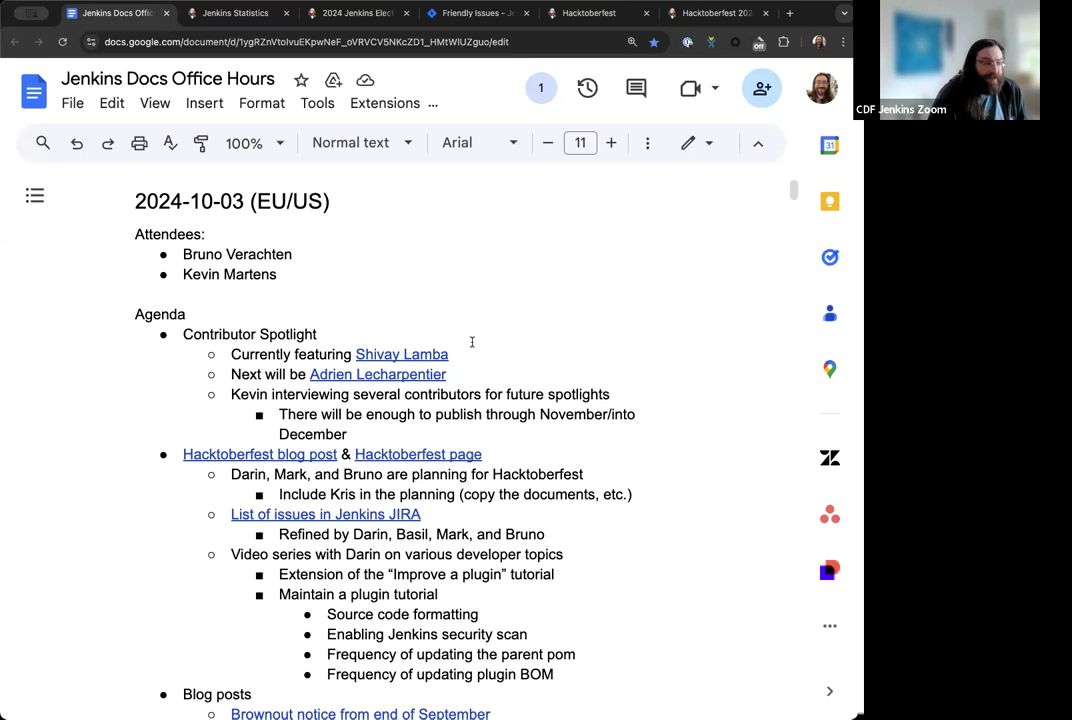 Jenkins Docs Offic
Jenkins Statistics
2024 Jenkins Elect
Friendly Issues - J
Hacktoberfest
Hacktoberfest 202
docs.google.com/document/d/1ygRZnVtoIvuEKpwNeF_oVRVCV5NKcZD1_HMtWlUZguo/edit
Off
CDF Jenkins Zoom
Jenkins Docs Office Hours
File Edit View Insert Format Tools Extensions ...
1
100% Normal text Arial 11
31
2024-10-03 (EU/US)
Attendees:
● Bruno Verachten
● Kevin Martens
Agenda
● Contributor Spotlight
○ Currently featuring Shivay Lamba
○ Next will be Adrien Lecharpentier
○ Kevin interviewing several contributors for future spotlights
■ There will be enough to publish through November/into
December
● Hacktoberfest blog post & Hacktoberfest page
○ Darin, Mark, and Bruno are planning for Hacktoberfest
■ Include Kris in the planning (copy the documents, etc.)
○ List of issues in Jenkins JIRA
■ Refined by Darin, Basil, Mark, and Bruno
○ Video series with Darin on various developer topics
■ Extension of the “Improve a plugin” tutorial
■ Maintain a plugin tutorial
● Source code formatting
● Enabling Jenkins security scan
● Frequency of updating the parent pom
● Frequency of updating plugin BOM
● Blog posts
○ Brownout notice from end of September